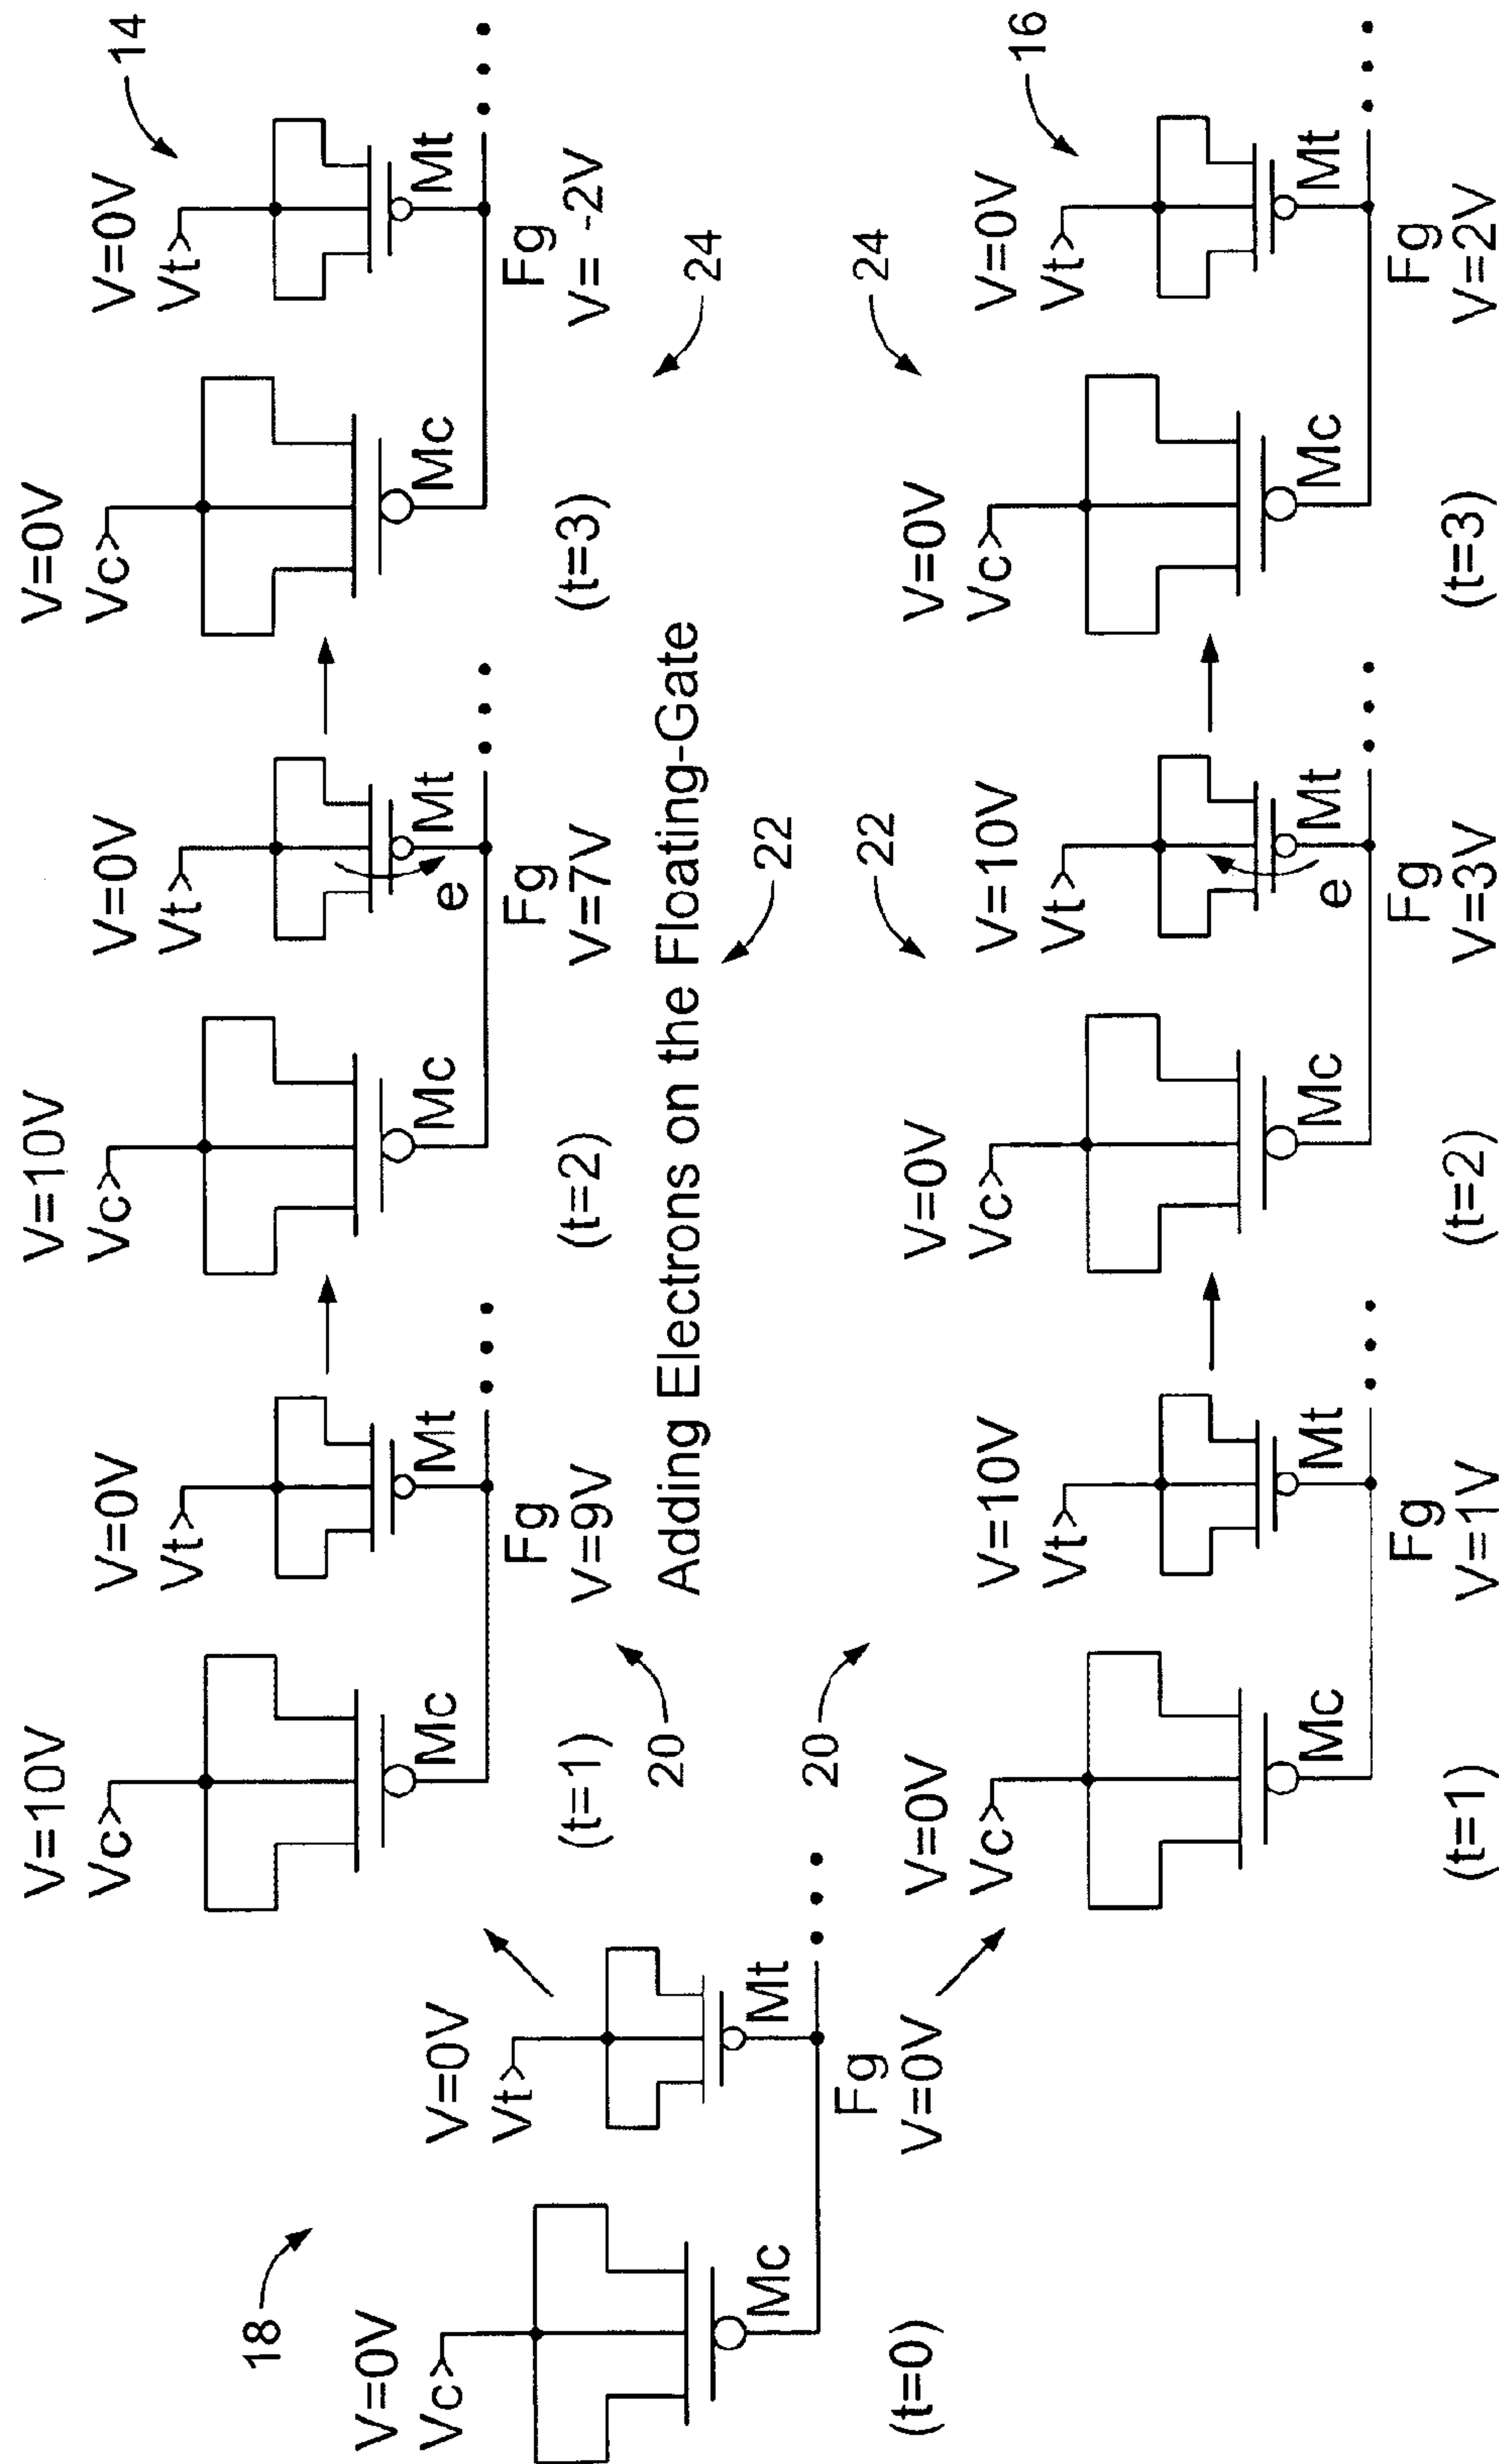 18
V=0V
Vc>
Mc
(t=0)
V=0V
Vt>
Mt
Fg
V=0V
V=10V
Vc>
Mc
(t=1)
20
V=0V
Vt>
Mt
Fg
V=9V
V=10V
Vc>
Mc
(t=2)
22
V=0V
Vt>
Mt
e
Fg
V=7V
V=0V
Vc>
Mc
(t=3)
24
V=0V
Vt>
Mt
Fg
V= -2V
14
Adding Electrons on the Floating-Gate
20
V=0V
Vc>
Mc
(t=1)
V=10V
Vt>
Mt
Fg
V=1V
22
V=0V
Vc>
Mc
(t=2)
V=10V
Vt>
Mt
e
Fg
V=3V
24
V=0V
Vc>
Mc
(t=3)
V=0V
Vt>
Mt
Fg
V=2V
16